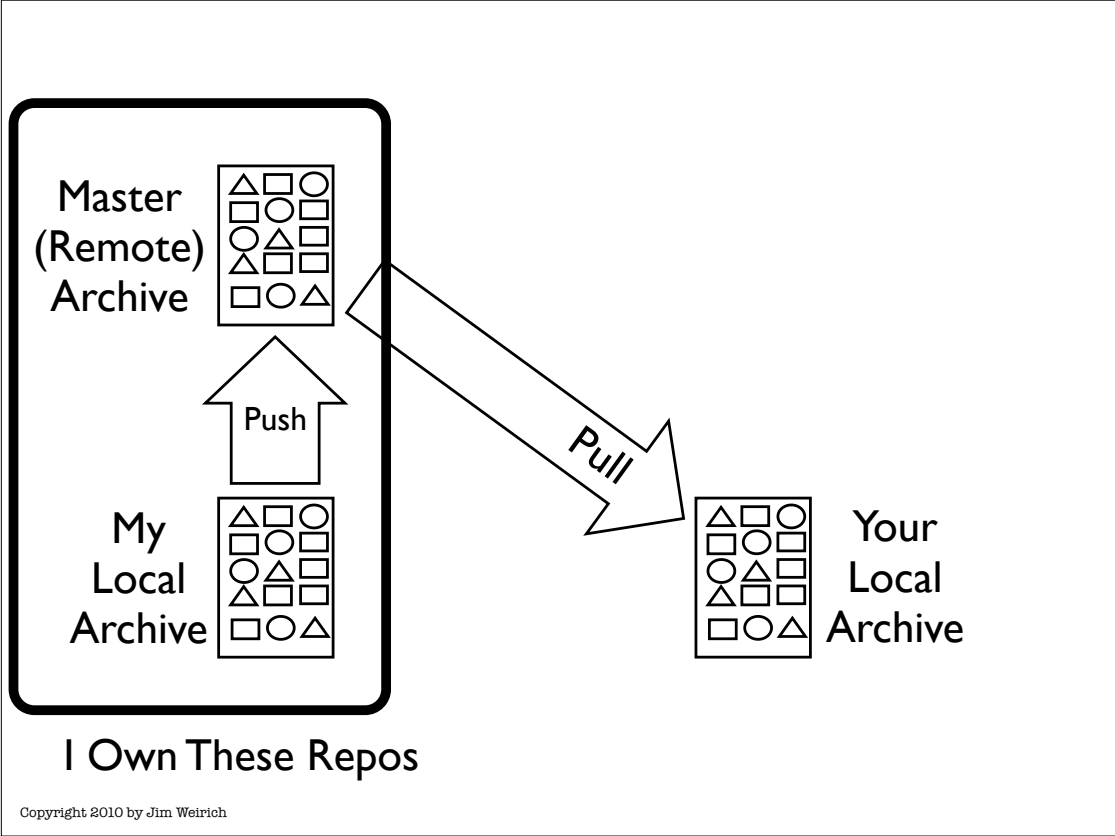 Master
(Remote)
Archive
Push
Pull
My
Local
Archive
Your
Local
Archive
I Own These Repos
Copyright 2010 by Jim Weirich